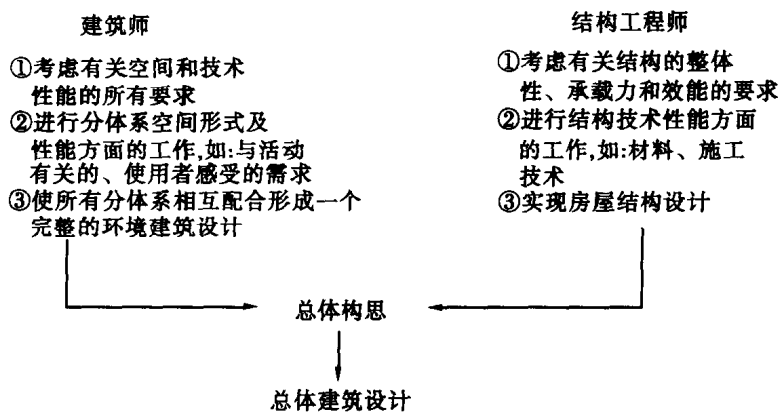 建筑师
①考虑有关空间和技术
性能的所有要求
②进行分体系空间形式及
性能方面的工作,如:与活动
有关的、使用者感受的需求
③使所有分体系相互配合形成一个
完整的环境建筑设计
结构工程师
①考虑有关结构的整体
性、承载力和效能的要求
②进行结构技术性能方面
的工作,如:材料、施工
技术
③实现房屋结构设计
总体构思
总体建筑设计